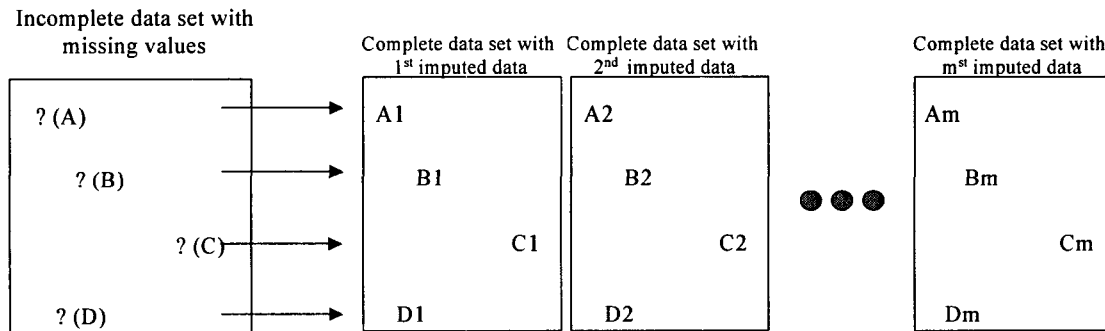 Incomplete data set with
missing values
Complete data set with
1st imputed data
Complete data set with
2nd imputed data
Complete data set with
mst imputed data
? (A)
A1
A2
Am
? (B)
B1
B2
Bm
? (C)
C1
C2
Cm
? (D)
D1
D2
Dm